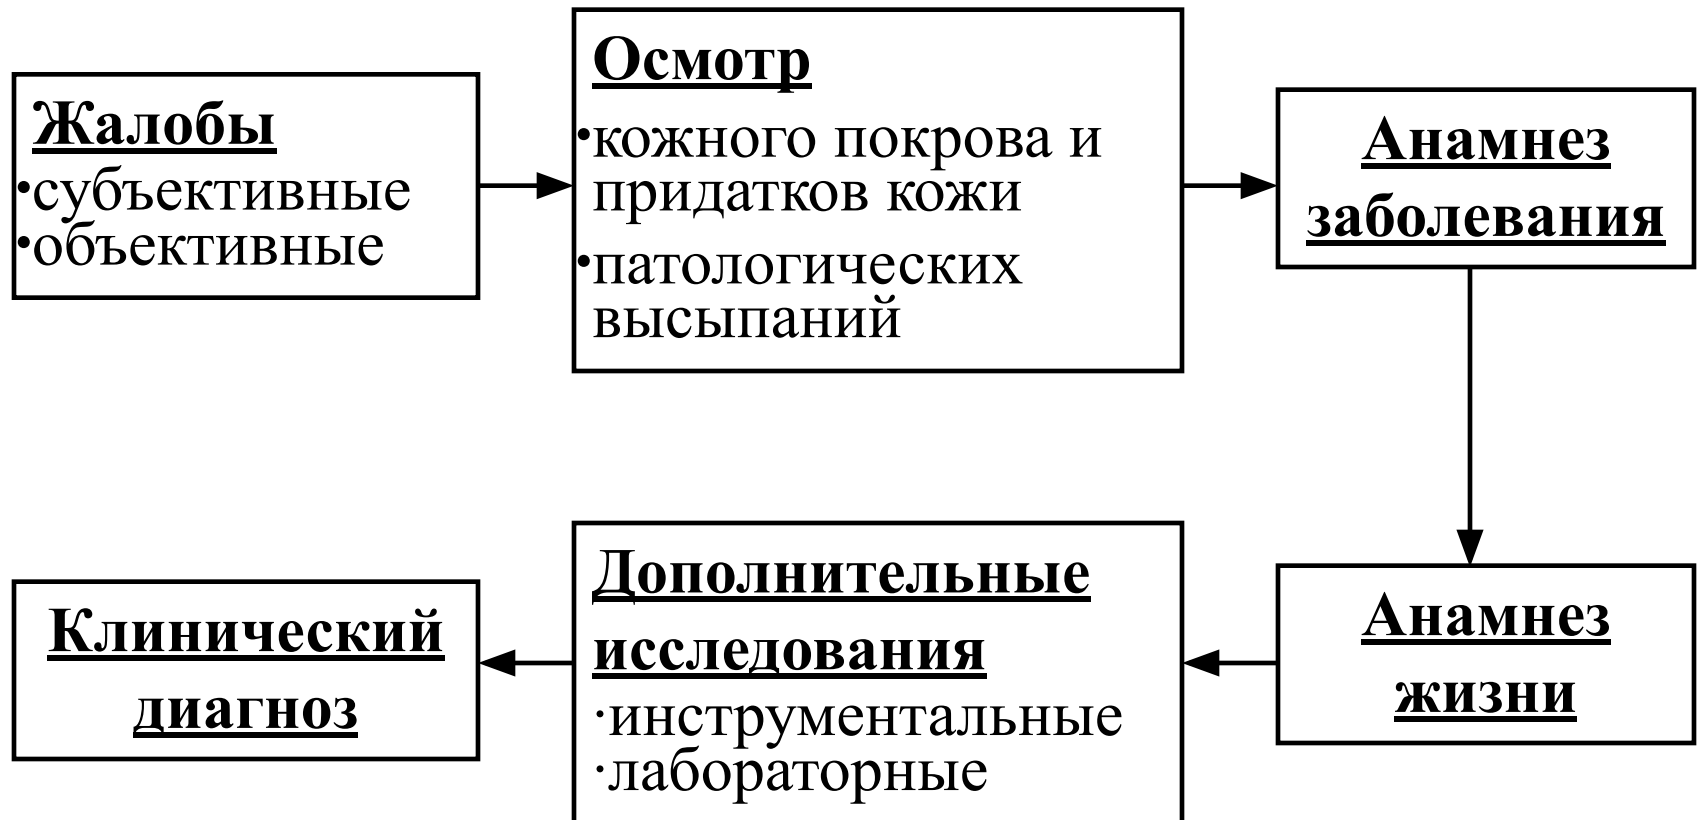 Жалобы
•субъективные
•объективные
Осмотр
•кожного покрова и
придатков кожи
•патологических
высыпаний
Анамнез
заболевания
Анамнез
жизни
Дополнительные
исследования
·инструментальные
·лабораторные
Клинический
диагноз